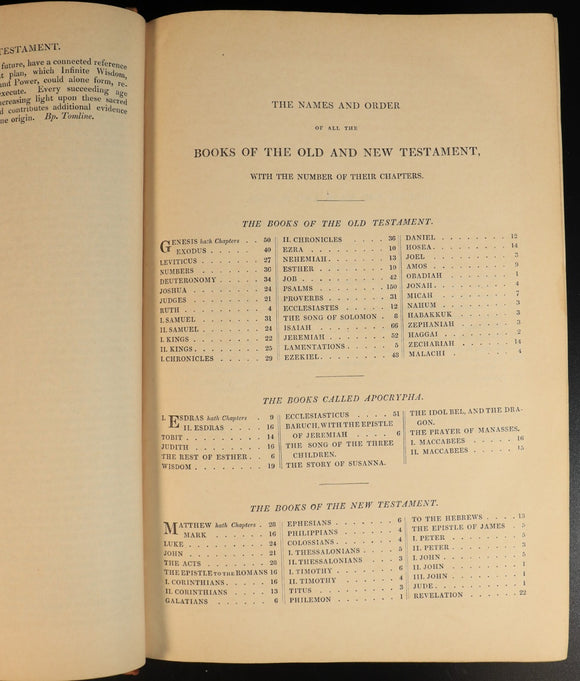 TESTAMENT.
future, have a connected reference
t plan, which Infinite Wisdom,
nd Power, could alone form, re-
execute. Every succeeding age
creasing light upon these sacred
d contributes additional evidence
ne origin. Bp. Tomline.
THE NAMES AND ORDER
OF ALL THE
BOOKS OF THE OLD AND NEW TESTAMENT,
WITH THE NUMBER OF THEIR CHAPTERS.
THE BOOKS OF THE OLD TESTAMENT.
GENESIS hath Chapters . . 50
EXODUS . . . . . . 40
LEVITICUS . . . . . . 27
NUMBERS . . . . . . 36
DEUTERONOMY . . . . . 34
JOSHUA . . . . . . . 24
JUDGES . . . . . . . 21
RUTH . . . . . . . . 4
I. SAMUEL . . . . . . 31
II. SAMUEL . . . . . . 24
I. KINGS . . . . . . . 22
II. KINGS . . . . . . . 25
I. CHRONICLES . . . . . 29
II. CHRONICLES . . . . 36
EZRA . . . . . . . . 10
NEHEMIAH . . . . . . 13
ESTHER . . . . . . . 10
JOB . . . . . . . . 42
PSALMS . . . . . . . 150
PROVERBS . . . . . . 31
ECCLESIASTES . . . . . 12
THE SONG OF SOLOMON . 8
ISAIAH . . . . . . . 66
JEREMIAH . . . . . . 52
LAMENTATIONS . . . . . 5
EZEKIEL . . . . . . . 48
DANIEL . . . . . . . 12
HOSEA . . . . . . . . 14
JOEL . . . . . . . . 3
AMOS . . . . . . . . 9
OBADIAH . . . . . . . 1
JONAH . . . . . . . . 4
MICAH . . . . . . . . 7
NAHUM . . . . . . . . 3
HABAKKUK . . . . . . 3
ZEPHANIAH . . . . . . 3
HAGGAI . . . . . . . 2
ZECHARIAH . . . . . . 14
MALACHI . . . . . . . 4
THE BOOKS CALLED APOCRYPHA.
I. ESDRAS hath Chapters . 9
II. ESDRAS . . . . . 16
TOBIT . . . . . . . . 14
JUDITH . . . . . . . 16
THE REST OF ESTHER . . 6
WISDOM . . . . . . . 19
ECCLESIASTICUS . . . . 51
BARUCH, WITH THE EPISTLE
OF JEREMIAH . . . . 6
THE SONG OF THE THREE
CHILDREN.
THE STORY OF SUSANNA.
THE IDOL BEL, AND THE DRA-
GON.
THE PRAYER OF MANASSES.
I. MACCABEES . . . . 16
II. MACCABEES . . . . 15
THE BOOKS OF THE NEW TESTAMENT.
MATTHEW hath Chapters . 28
MARK . . . . . . 16
LUKE . . . . . . . . 24
JOHN . . . . . . . . 21
THE ACTS . . . . . . 28
THE EPISTLE TO THE ROMANS 16
I. CORINTHIANS . . . . 16
II. CORINTHIANS . . . . 13
GALATIANS . . . . . . 6
EPHESIANS . . . . . . 6
PHILIPPIANS . . . . . 4
COLOSSIANS . . . . . 4
I. THESSALONIANS . . . 5
II. THESSALONIANS . . . 3
I. TIMOTHY . . . . . . 6
II. TIMOTHY . . . . . . 4
TITUS . . . . . . . . 3
PHILEMON . . . . . . 1
TO THE HEBREWS . . . 13
THE EPISTLE OF JAMES . 5
I. PETER . . . . . . . 5
II. PETER . . . . . . . 3
I. JOHN . . . . . . . 5
II. JOHN . . . . . . . 1
III. JOHN . . . . . . . 1
JUDE . . . . . . . . 1
REVELATION . . . . . 22